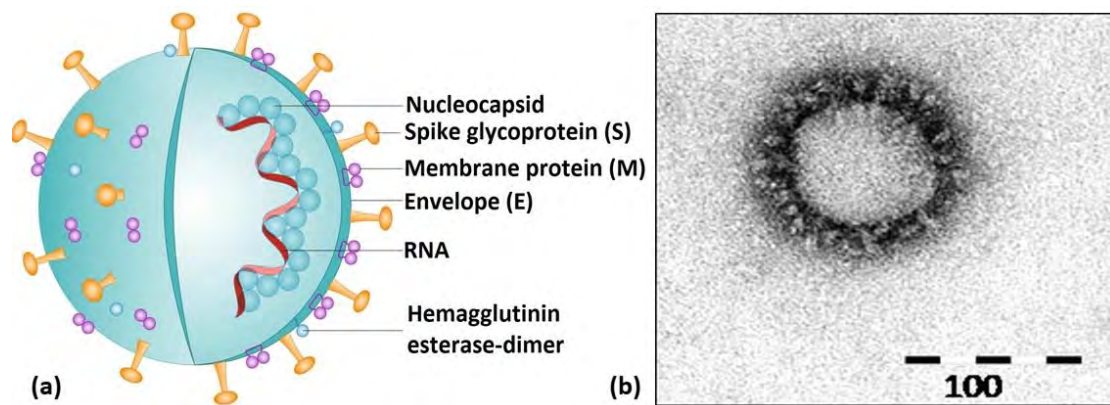 Nucleocapsid
Spike glycoprotein (S)
Membrane protein (M)
Envelope (E)
RNA
Hemagglutinin
esterase-dimer
(a)
(b)
100